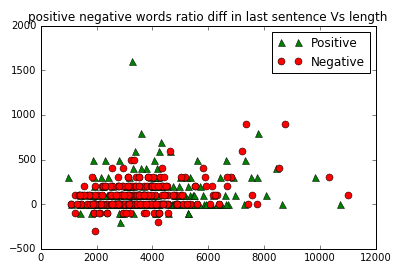 positive negative words ratio diff in last sentence Vs length
2000
1500
1000
500
0
−500
0 2000 4000 6000 8000 10000 12000
Positive
Negative